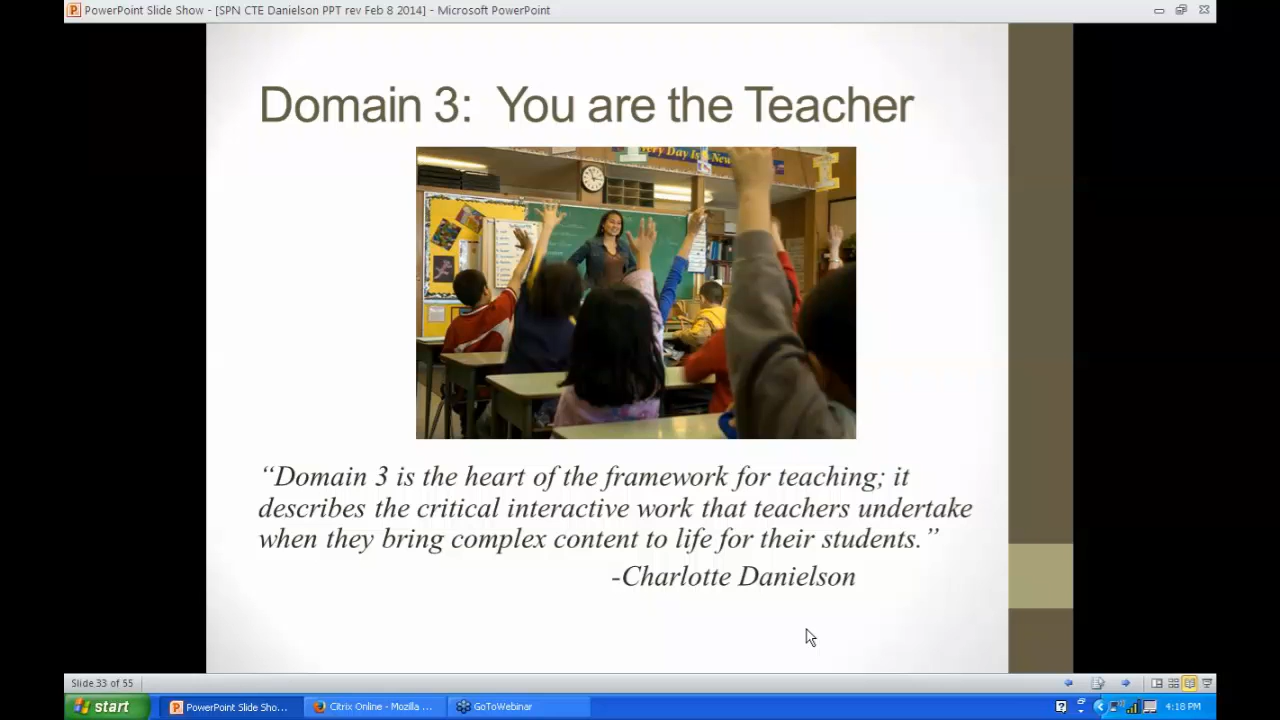 PowerPoint Slide Show - [SPN CTE Danielson PPT rev Feb 8 2014] - Microsoft PowerPoint
Domain 3: You are the Teacher
“Domain 3 is the heart of the framework for teaching; it
describes the critical interactive work that teachers undertake
when they bring complex content to life for their students.”
-Charlotte Danielson
Slide 33 of 55
start
PowerPoint Slide Sho...
Citrix Online - Mozilla ...
GoToWebinar
4:18 PM